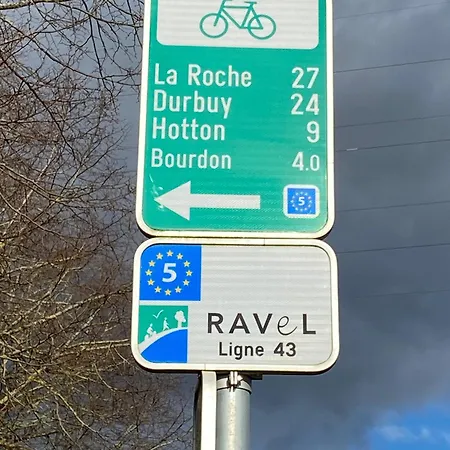 La Roche 27
Durbuy 24
Hotton 9
Bourdon 4.0
5
5
RAVeL
Ligne 43